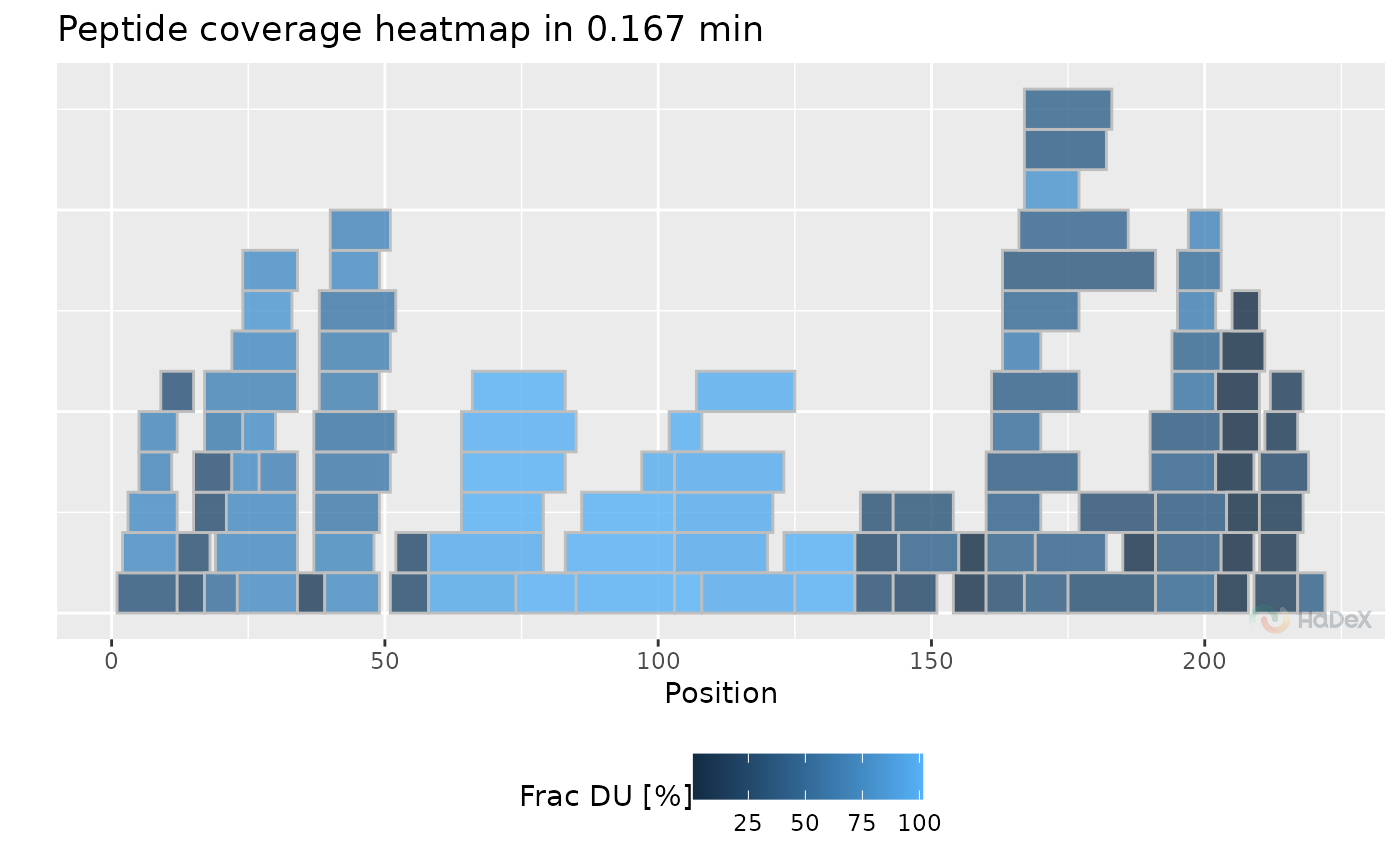 Peptide coverage heatmap in 0.167 min
HaDeX
0 50 100 150 200
Position
Frac DU [%]
25 50 75 100